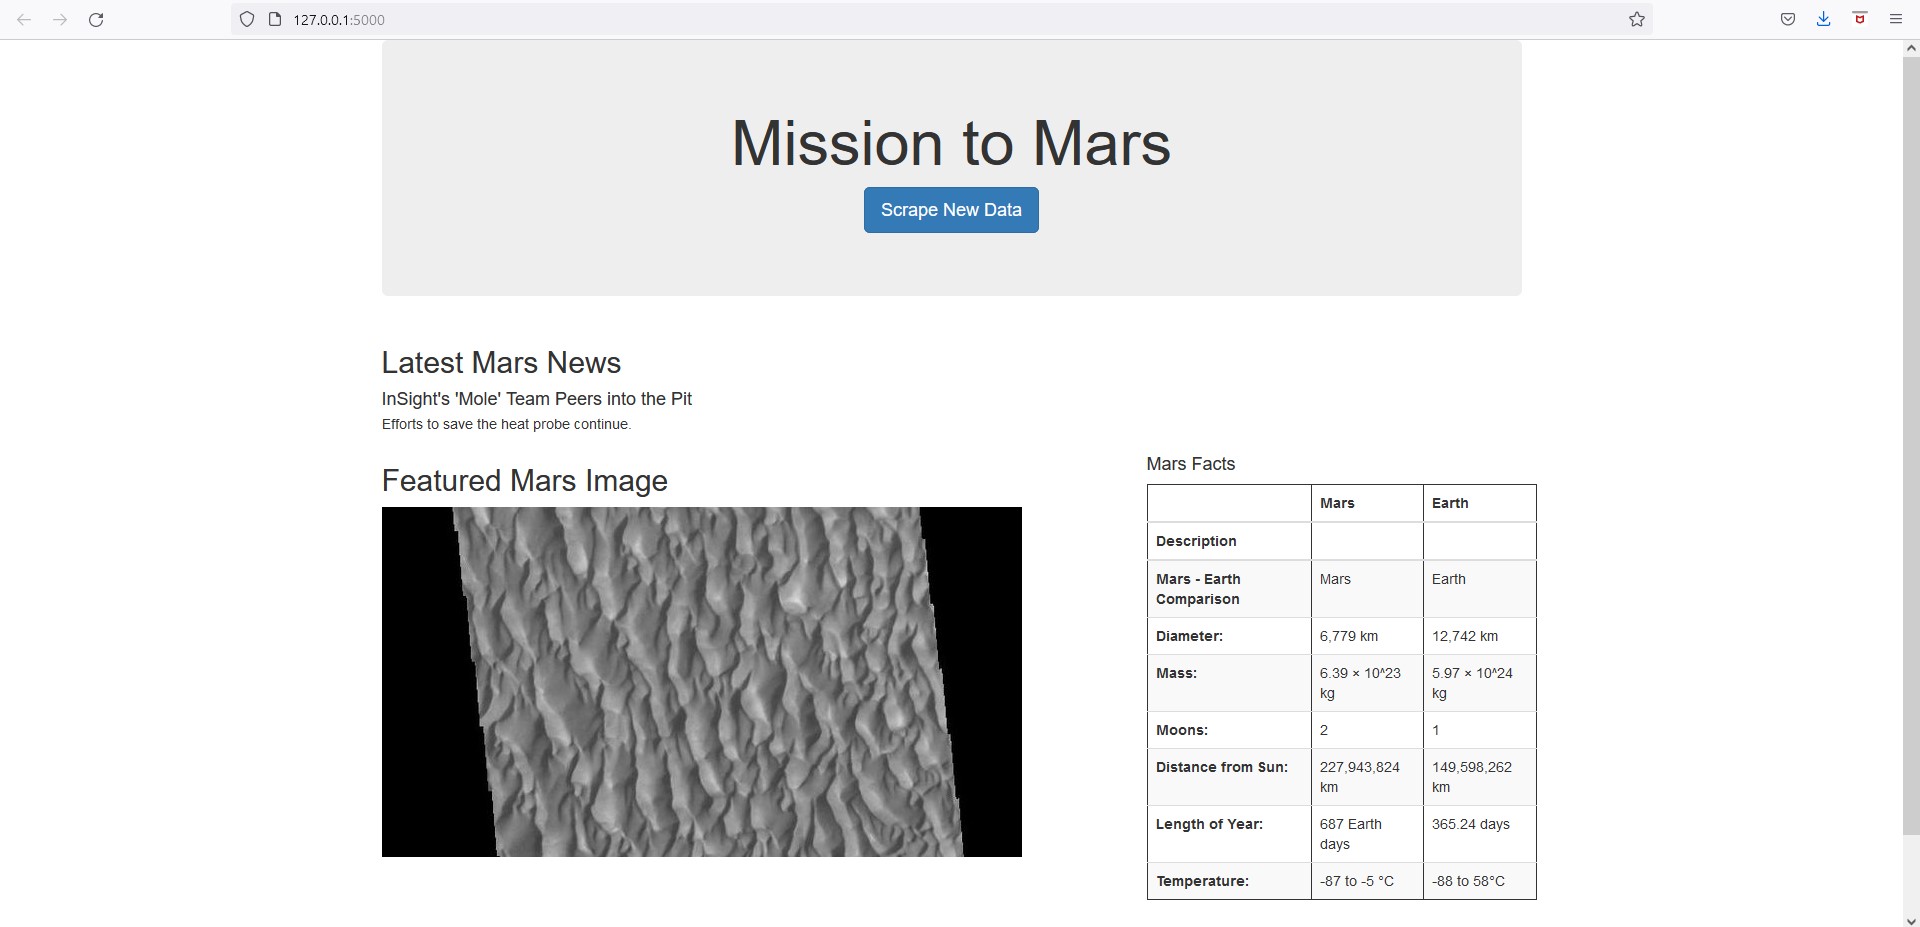 127.0.0.1:5000
Mission to Mars
Scrape New Data
Latest Mars News
InSight's 'Mole' Team Peers into the Pit
Efforts to save the heat probe continue.
Featured Mars Image
Mars Facts
Mars Earth
Description
Mars - Earth Mars Earth
Comparison
Diameter: 6,779 km 12,742 km
Mass: 6.39 × 10^23 5.97 × 10^24
kg kg
Moons: 2 1
Distance from Sun: 227,943,824 149,598,262
km km
Length of Year: 687 Earth 365.24 days
days
Temperature: -87 to -5 °C -88 to 58°C